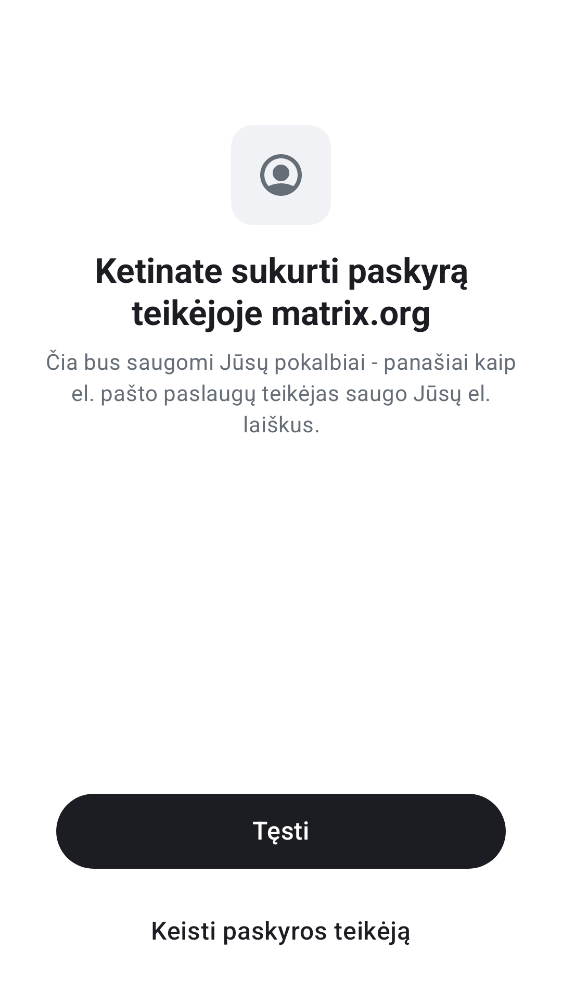 Ketinate sukurti paskyrą
teikėjoje matrix.org
Čia bus saugomi Jūsų pokalbiai - panašiai kaip
el. pašto paslaugų teikėjas saugo Jūsų el.
laiškus.
Tęsti
Keisti paskyros teikėją